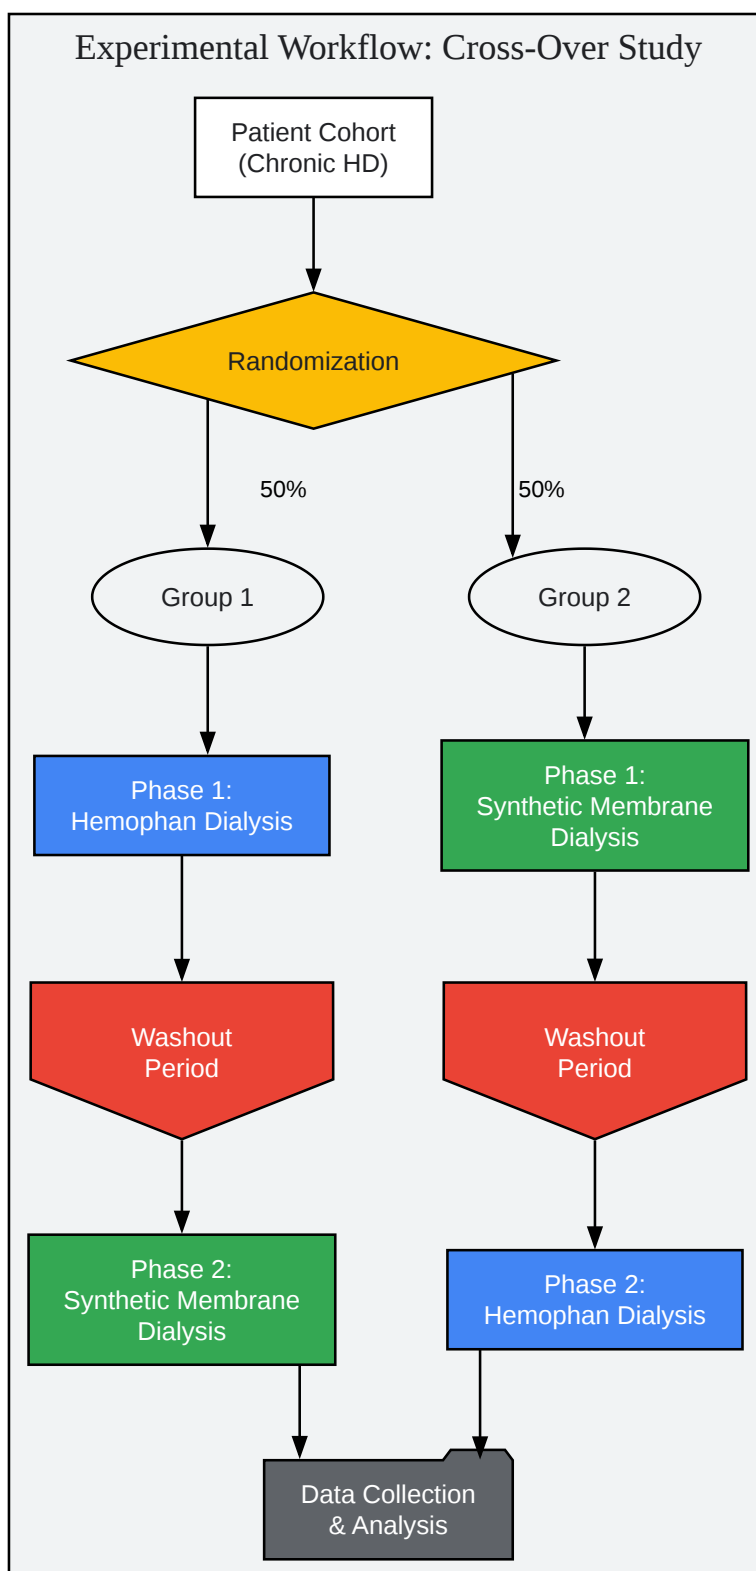 Experimental Workflow: Cross-Over Study
Patient Cohort
(Chronic HD)
Randomization
50%
50%
Group 1
Group 2
Phase 1:
Hemophan Dialysis
Phase 1:
Synthetic Membrane
Dialysis
Washout
Period
Washout
Period
Phase 2:
Synthetic Membrane
Dialysis
Phase 2:
Hemophan Dialysis
Data Collection
& Analysis